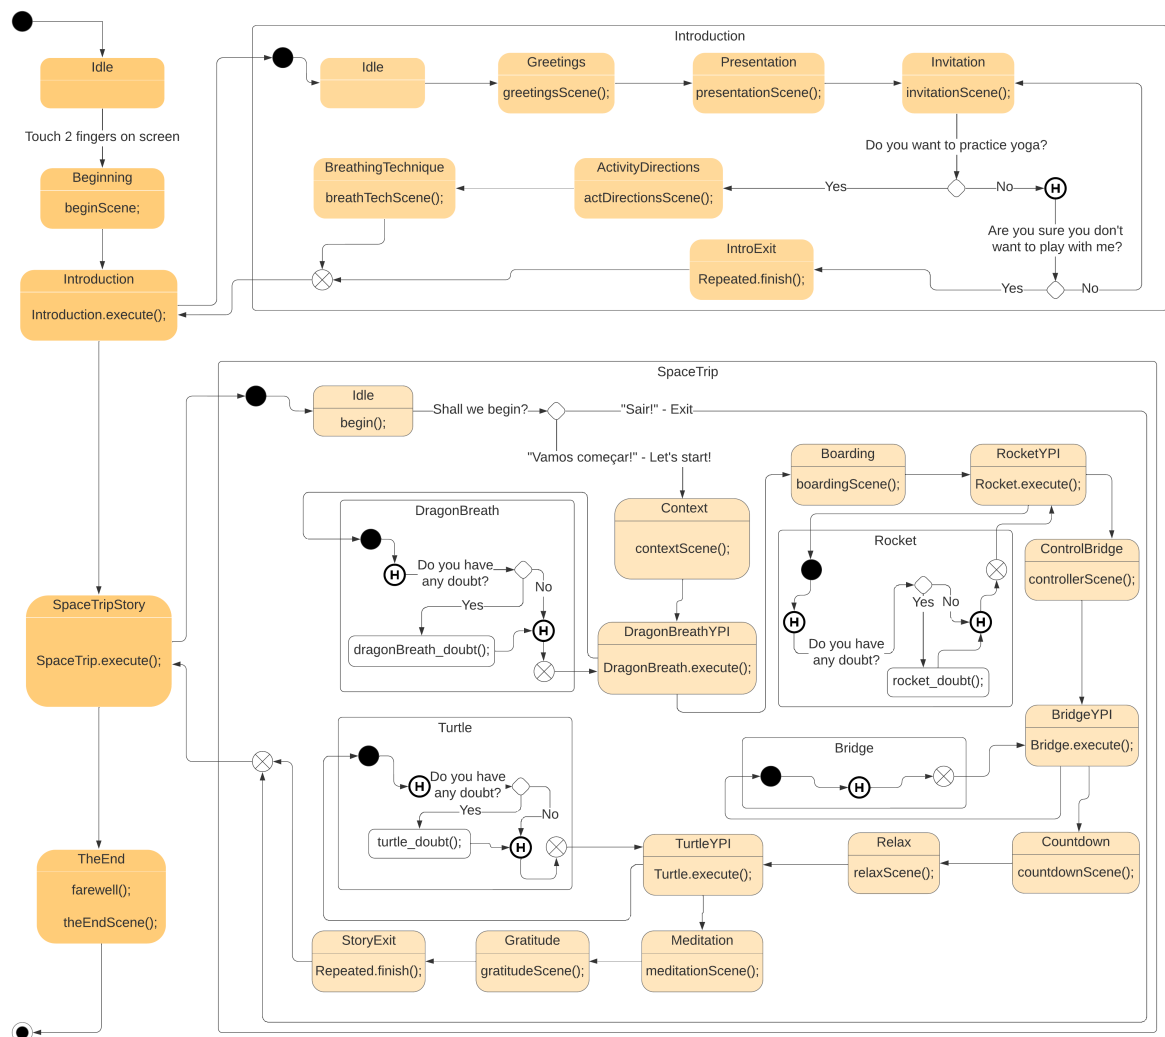 Idle
Touch 2 fingers on screen
Beginning
beginScene;
Introduction
Introduction.execute();
SpaceTripStory
SpaceTrip.execute();
TheEnd
farewell();
theEndScene();
Introduction
Idle
Greetings
greetingsScene();
Presentation
presentationScene();
Invitation
invitationScene();
Do you want to practice yoga?
Yes
No
H
ActivityDirections
actDirectionsScene();
BreathingTechnique
breathTechScene();
Are you sure you don't
want to play with me?
Yes
No
IntroExit
Repeated.finish();
SpaceTrip
Idle
begin();
Shall we begin?
"Sair!" - Exit
"Vamos começar!" - Let's start!
Context
contextScene();
DragonBreathYPI
DragonBreath.execute();
DragonBreath
H
Do you have
any doubt?
No
Yes
H
dragonBreath_doubt();
Boarding
boardingScene();
RocketYPI
Rocket.execute();
Rocket
H
Do you have
any doubt?
Yes
No
H
rocket_doubt();
ControlBridge
controllerScene();
BridgeYPI
Bridge.execute();
Bridge
H
Countdown
countdownScene();
Relax
relaxScene();
TurtleYPI
Turtle.execute();
Turtle
H
Do you have
any doubt?
Yes
No
turtle_doubt();
H
Meditation
meditationScene();
Gratitude
gratitudeScene();
StoryExit
Repeated.finish();